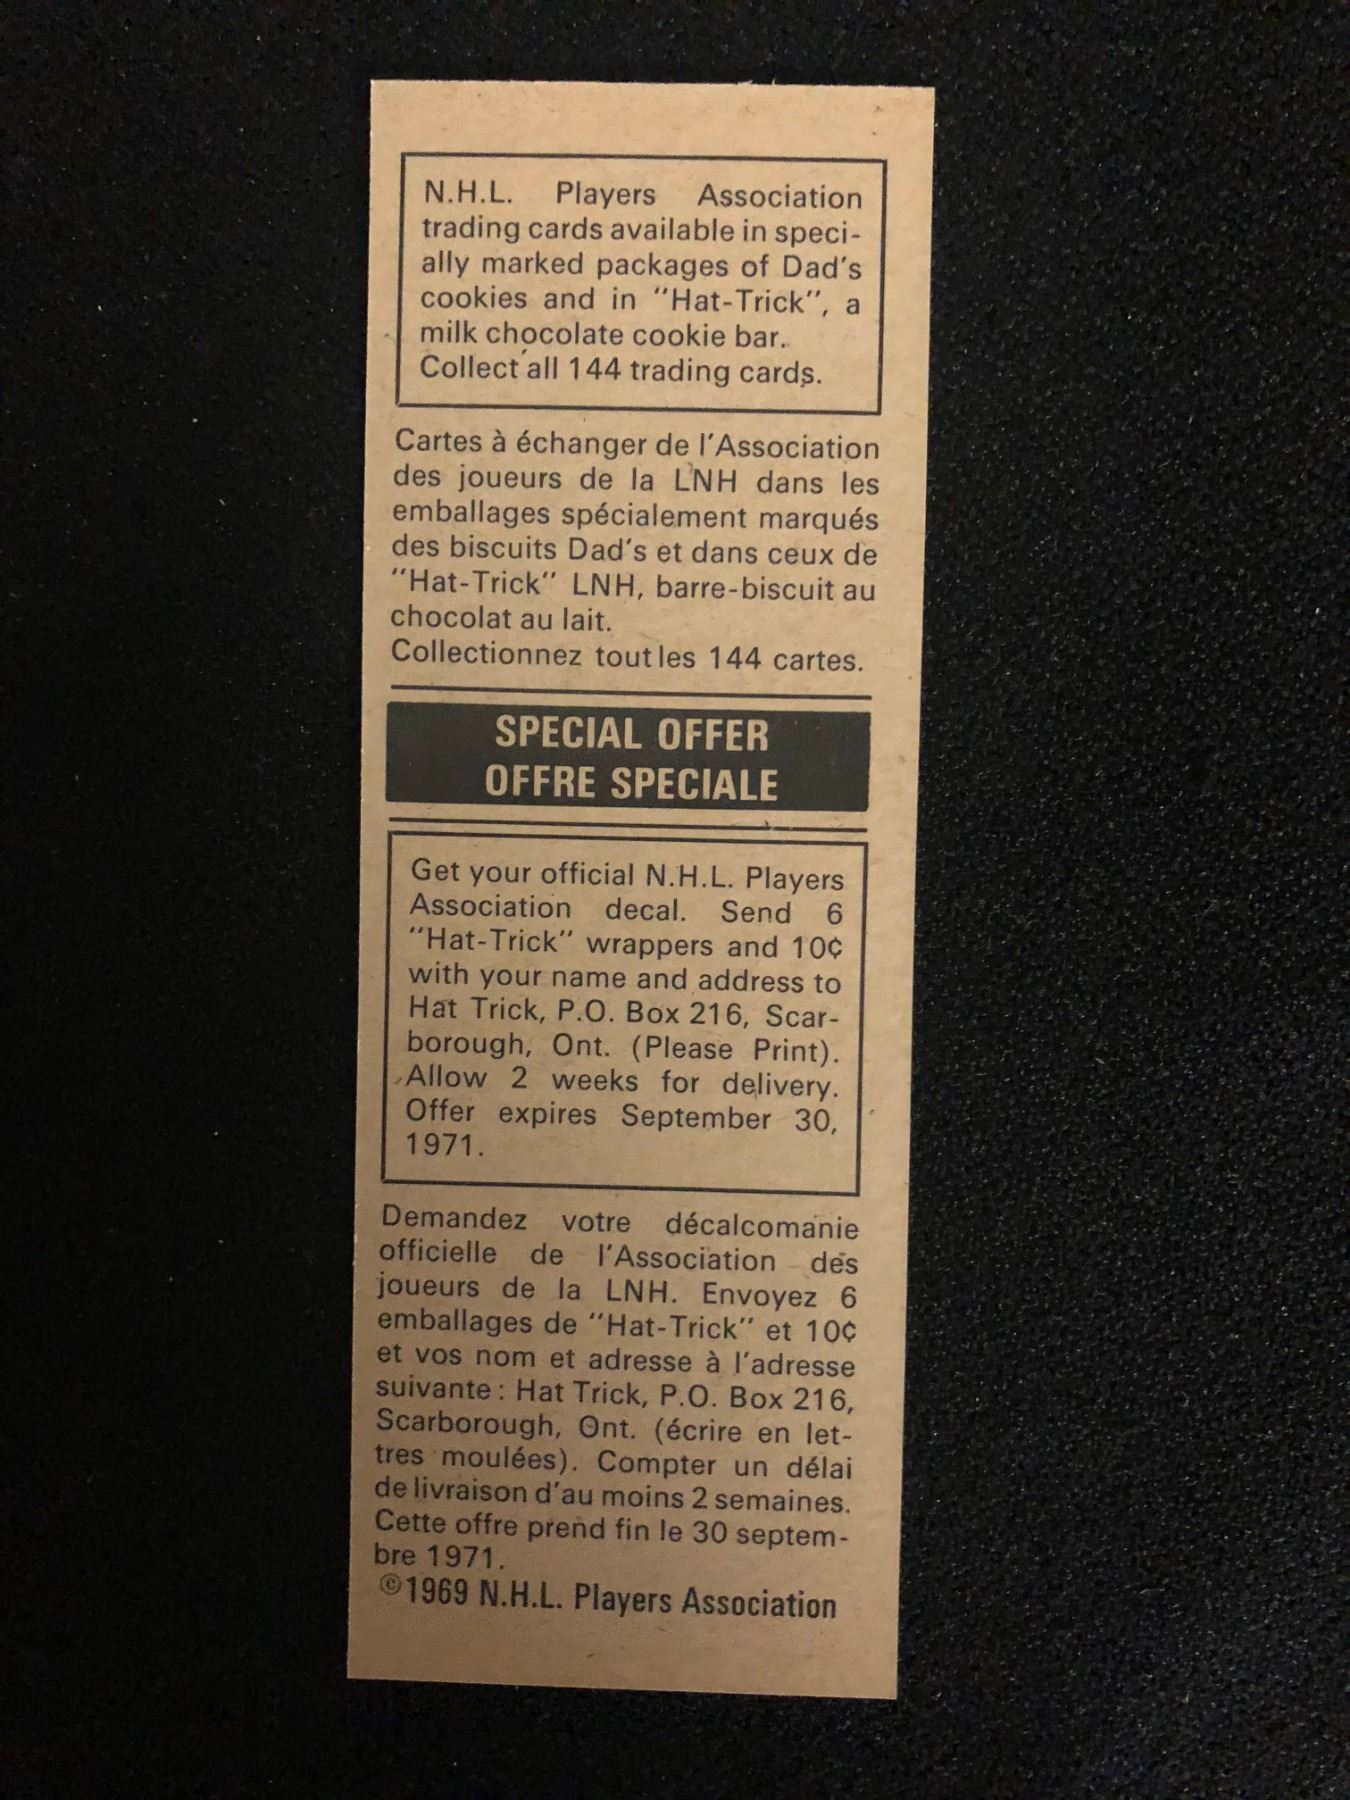 N.H.L. Players Association
trading cards available in speci-
ally marked packages of Dad's
cookies and in "Hat-Trick", a
milk chocolate cookie bar.
Collect all 144 trading cards.
Cartes à échanger de l'Association
des joueurs de la LNH dans les
emballages spécialement marqués
des biscuits Dad's et dans ceux de
"Hat-Trick" LNH, barre-biscuit au
chocolat au lait.
Collectionnez tout les 144 cartes.
SPECIAL OFFER
OFFRE SPECIALE
Get your official N.H.L. Players
Association decal. Send 6
"Hat-Trick" wrappers and 10¢
with your name and address to
Hat Trick, P.O. Box 216, Scar-
borough, Ont. (Please Print).
Allow 2 weeks for delivery.
Offer expires September 30,
1971.
Demandez votre décalcomanie
officielle de l'Association des
joueurs de la LNH. Envoyez 6
emballages de "Hat-Trick" et 10¢
et vos nom et adresse à l'adresse
suivante : Hat Trick, P.O. Box 216,
Scarborough, Ont. (écrire en let-
tres moulées). Compter un délai
de livraison d'au moins 2 semaines.
Cette offre prend fin le 30 septem-
bre 1971.
©1969 N.H.L. Players Association